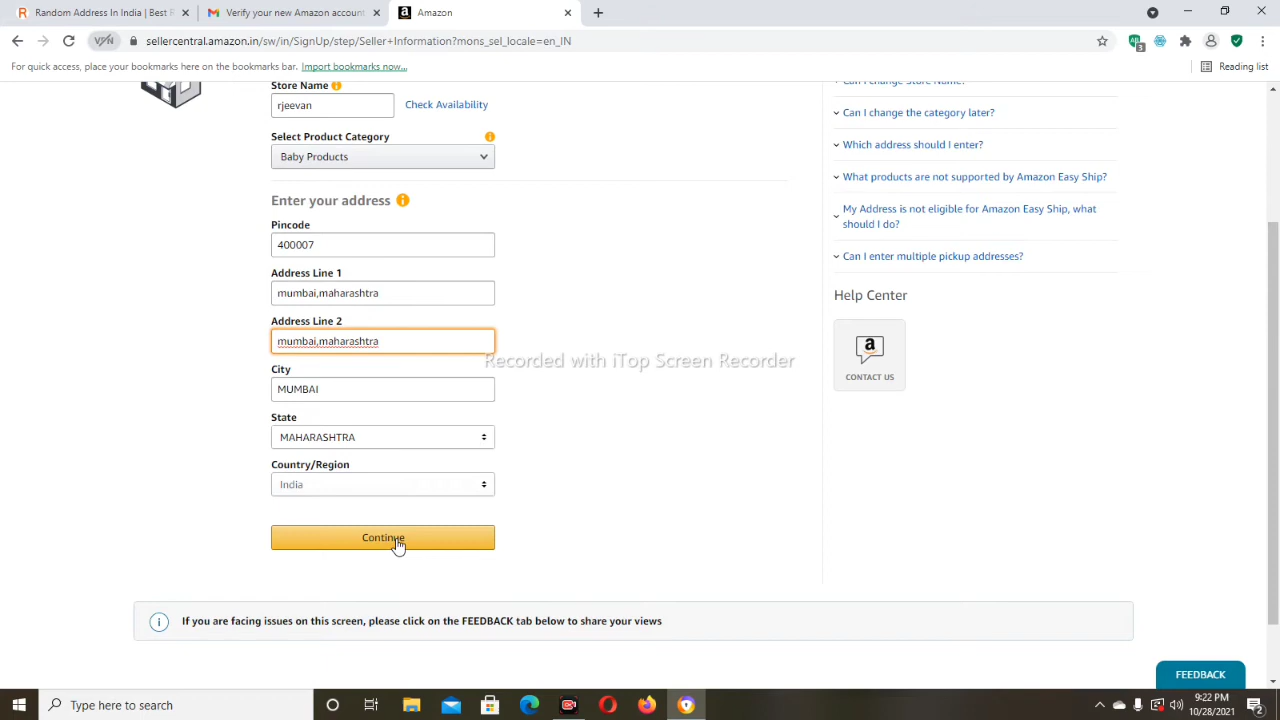 Random Address In India | Best R
Verify your Amazon account
Amazon
VPN
sellercentral.amazon.in/sw/in/SignUp/step/Seller+Information?mons_sel_locale=en_IN
3
For quick access, place your bookmarks here on the bookmarks bar. Import bookmarks now...
Reading list
Store Name
rjeevan
Check Availability
Select Product Category
Baby Products
Enter your address
Pincode
400007
Address Line 1
mumbai,maharashtra
Address Line 2
mumbai,maharashtra
City
MUMBAI
State
MAHARASHTRA
Country/Region
India
Continue
Can I change Store Name?
Can I change the category later?
Which address should I enter?
What products are not supported by Amazon Easy Ship?
My Address is not eligible for Amazon Easy Ship, what
should I do?
Can I enter multiple pickup addresses?
Help Center
CONTACT US
Recorded with iTop Screen Recorder
If you are facing issues on this screen, please click on the FEEDBACK tab below to share your views
FEEDBACK
Type here to search
9:22 PM
10/28/2021
2